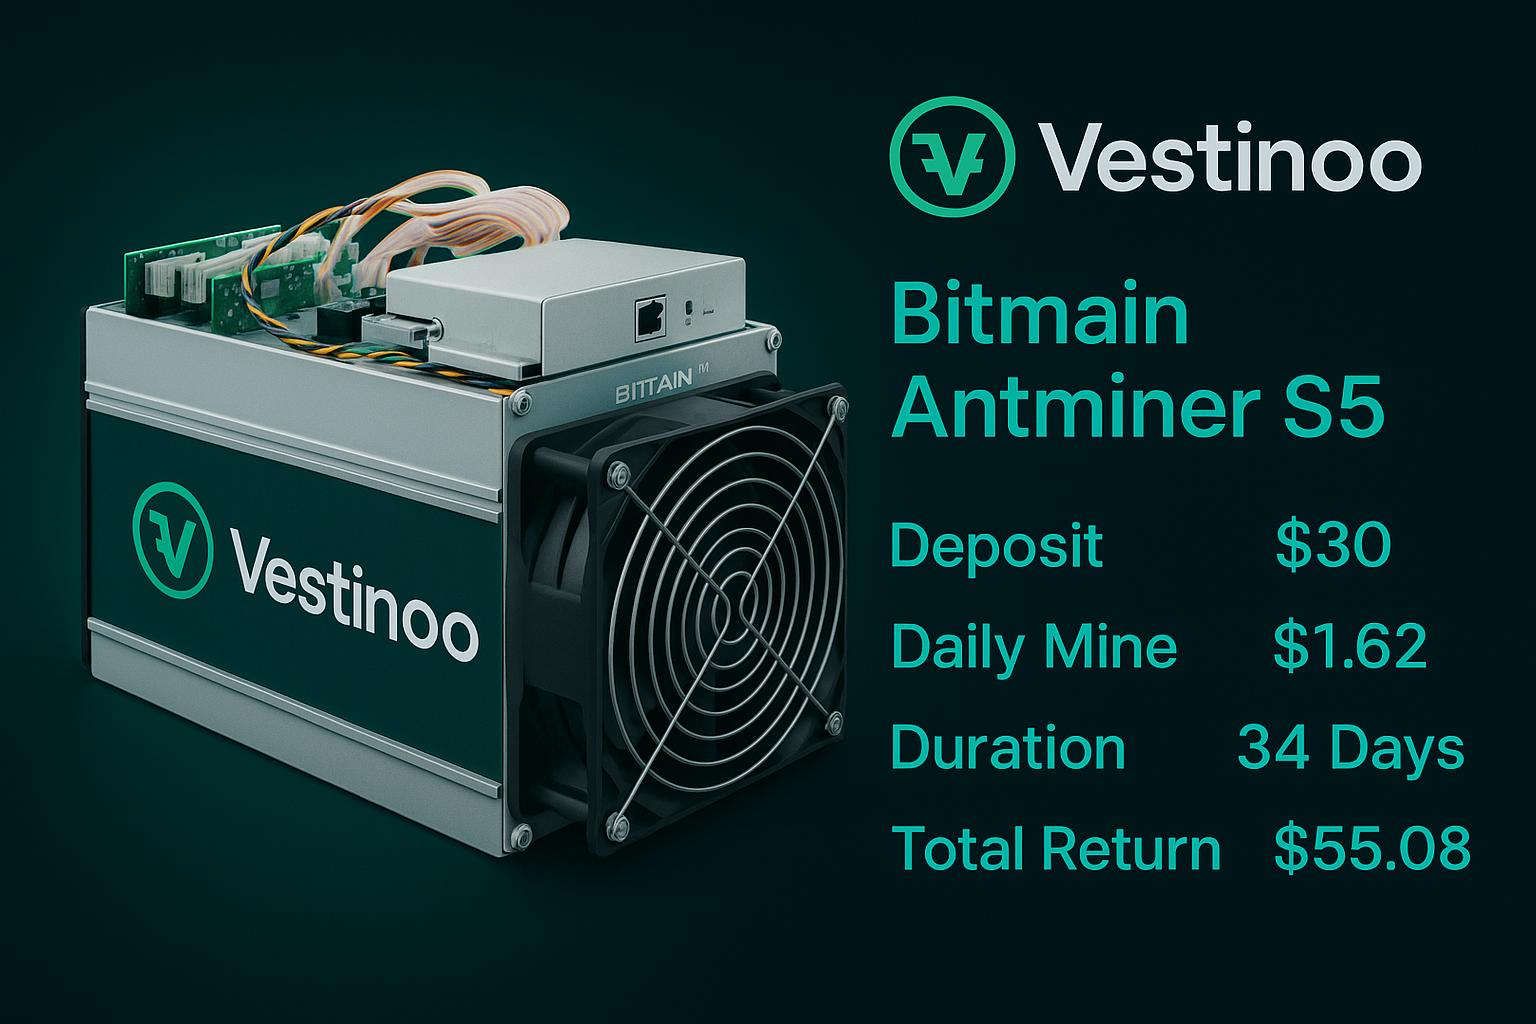 Vestinoo
Bitmain
Antminer S5
Deposit $30
Daily Mine $1.62
Duration 34 Days
Total Return $55.08
BITTAIN
Vestinoo